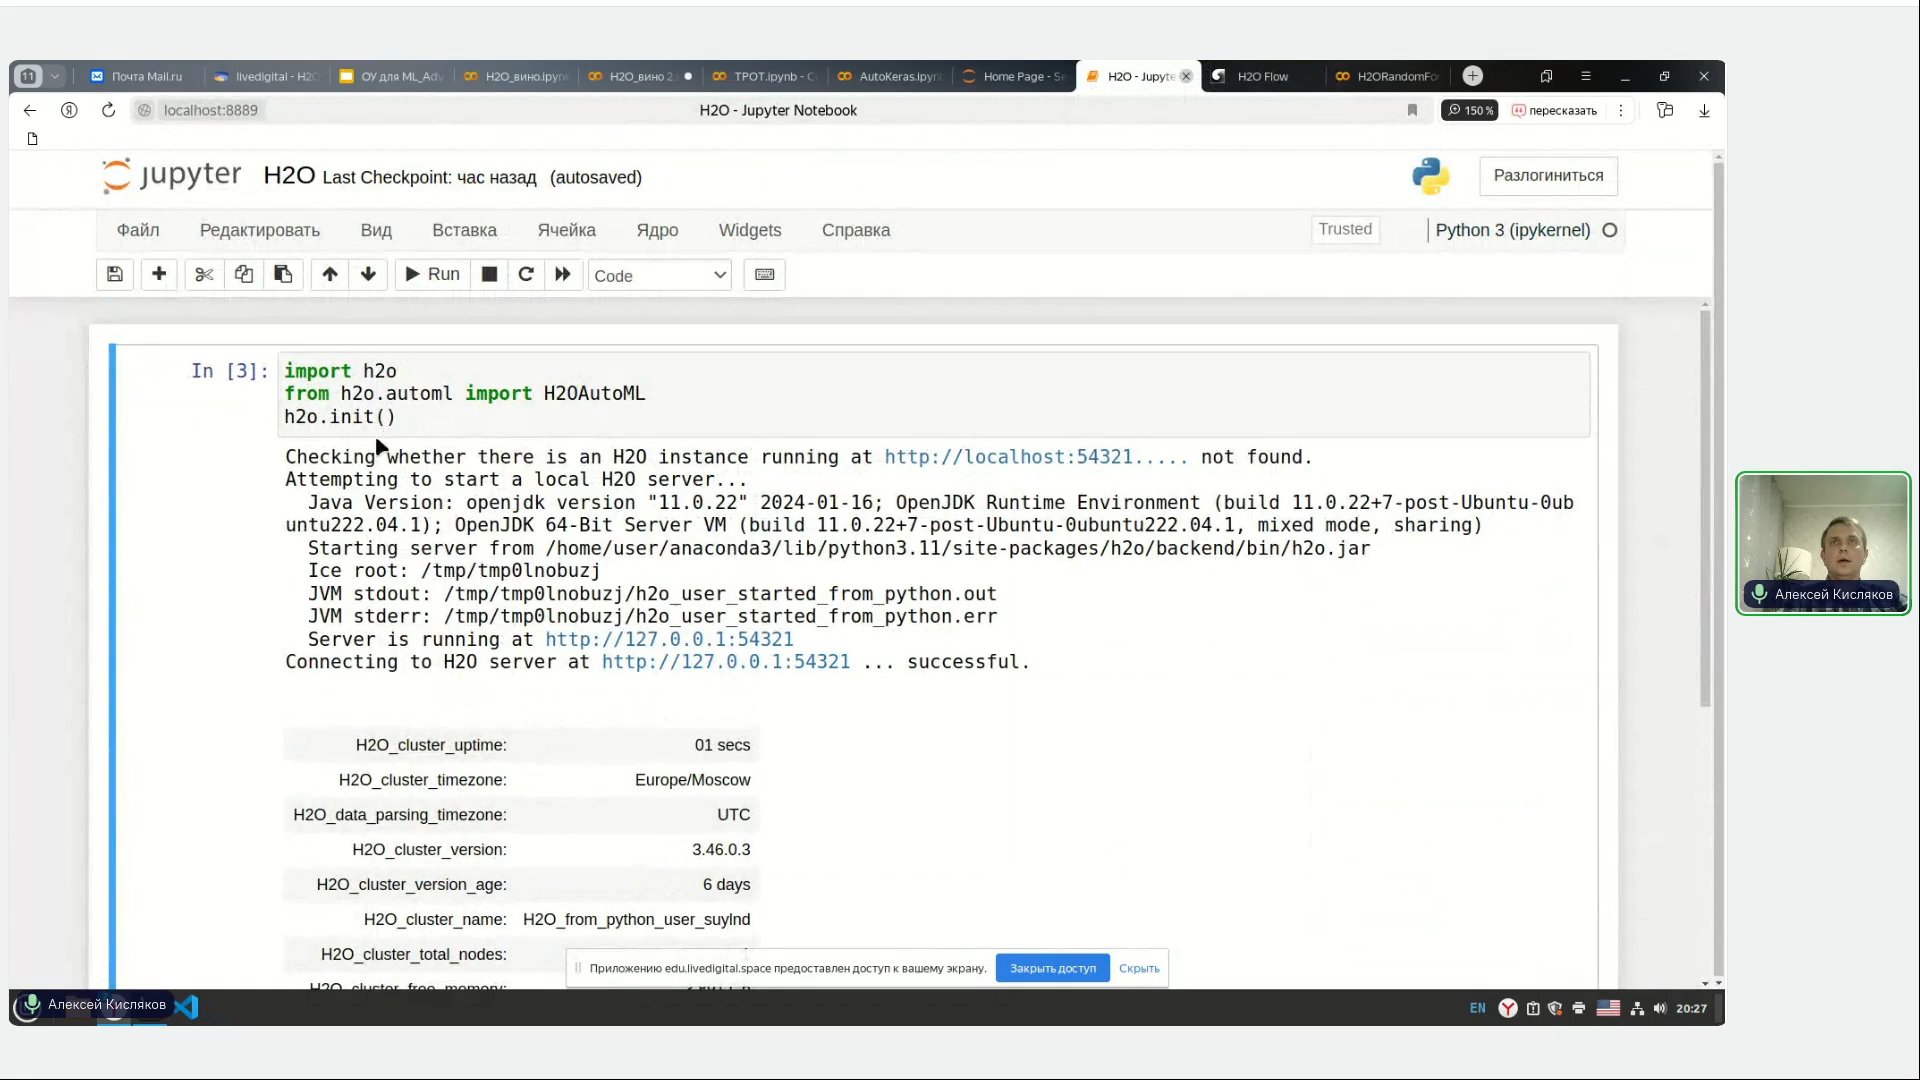 11
Почта Mail.ru
livedigital - H2O
ОУ для ML_Adv
H2O_вино.ipynb
H2O_вино 2.
TPOT.ipynb - C
AutoKeras.ipyn
Home Page - Se
H2O - Jupyte
H2O Flow
H2ORandomFo
localhost:8889
H2O - Jupyter Notebook
150 %
пересказать
jupyter
H2O Last Checkpoint: час назад (autosaved)
Разлогиниться
Файл
Редактировать
Вид
Вставка
Ячейка
Ядро
Widgets
Справка
Trusted
Python 3 (ipykernel)
Run
Code
In [3]:
import h2o
from h2o.automl import H2OAutoML
h2o.init()
Checking whether there is an H2O instance running at http://localhost:54321..... not found.
Attempting to start a local H2O server...
Java Version: openjdk version "11.0.22" 2024-01-16; OpenJDK Runtime Environment (build 11.0.22+7-post-Ubuntu-0ub
untu222.04.1); OpenJDK 64-Bit Server VM (build 11.0.22+7-post-Ubuntu-0ubuntu222.04.1, mixed mode, sharing)
Starting server from /home/user/anaconda3/lib/python3.11/site-packages/h2o/backend/bin/h2o.jar
Ice root: /tmp/tmp0lnobuzj
JVM stdout: /tmp/tmp0lnobuzj/h2o_user_started_from_python.out
JVM stderr: /tmp/tmp0lnobuzj/h2o_user_started_from_python.err
Server is running at http://127.0.0.1:54321
Connecting to H2O server at http://127.0.0.1:54321 ... successful.
H2O_cluster_uptime: 01 secs
H2O_cluster_timezone: Europe/Moscow
H2O_data_parsing_timezone: UTC
H2O_cluster_version: 3.46.0.3
H2O_cluster_version_age: 6 days
H2O_cluster_name: H2O_from_python_user_suylnd
H2O_cluster_total_nodes:
H2O_cluster_free_memory:
Приложению edu.livedigital.space предоставлен доступ к вашему экрану.
Закрыть доступ
Скрыть
Алексей Кисляков
Алексей Кисляков
EN
20:27